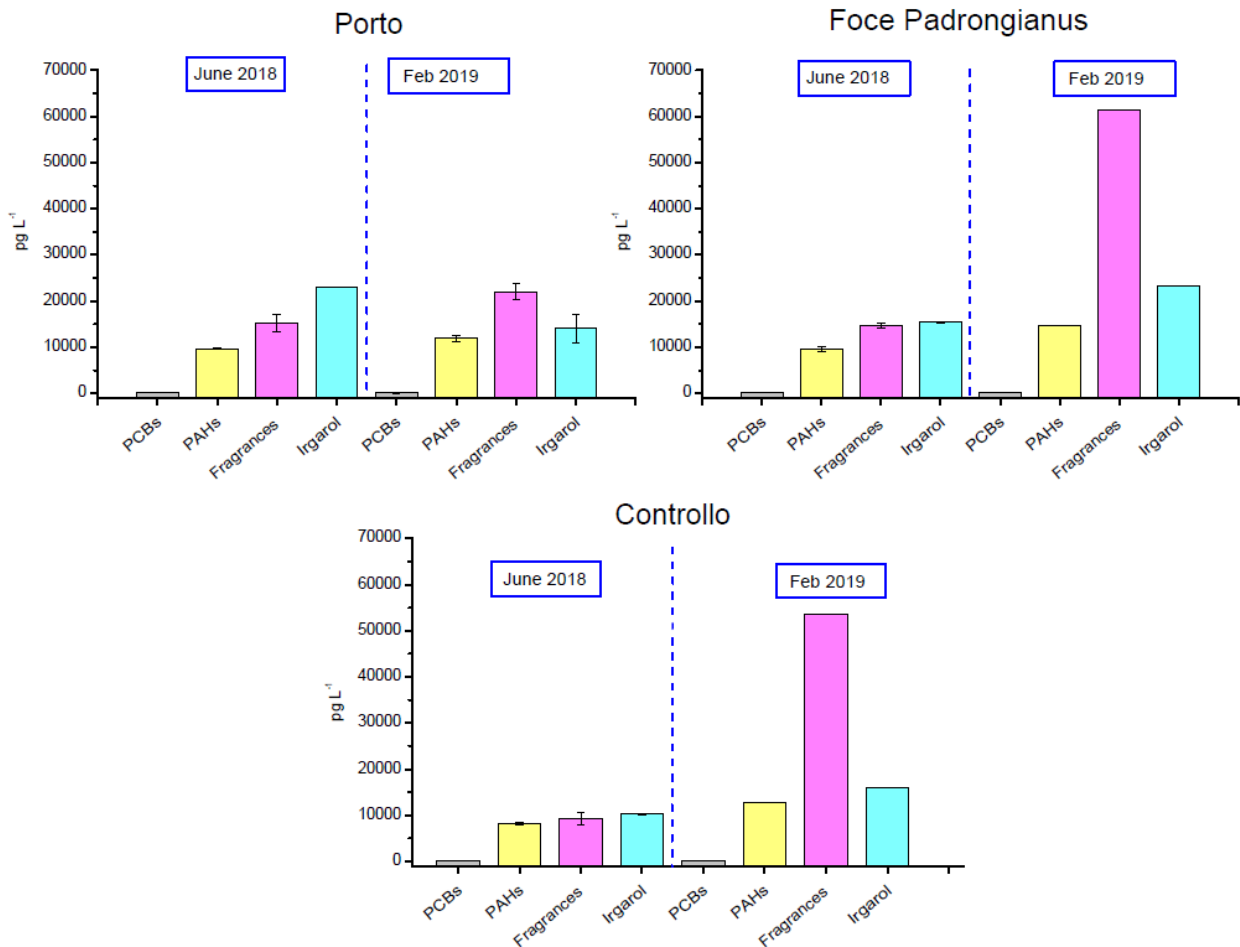 Porto
June 2018
Feb 2019
70000
60000
50000
40000
30000
20000
10000
0
pg L⁻¹
PCBs
PAHs
Fragrances
Irgarol
PCBs
PAHs
Fragrances
Irgarol
Foce Padrongianus
June 2018
Feb 2019
70000
60000
50000
40000
30000
20000
10000
0
pg L⁻¹
PCBs
PAHs
Fragrances
Irgarol
PCBs
PAHs
Fragrances
Irgarol
Controllo
June 2018
Feb 2019
70000
60000
50000
40000
30000
20000
10000
0
pg L⁻¹
PCBs
PAHs
Fragrances
Irgarol
PCBs
PAHs
Fragrances
Irgarol